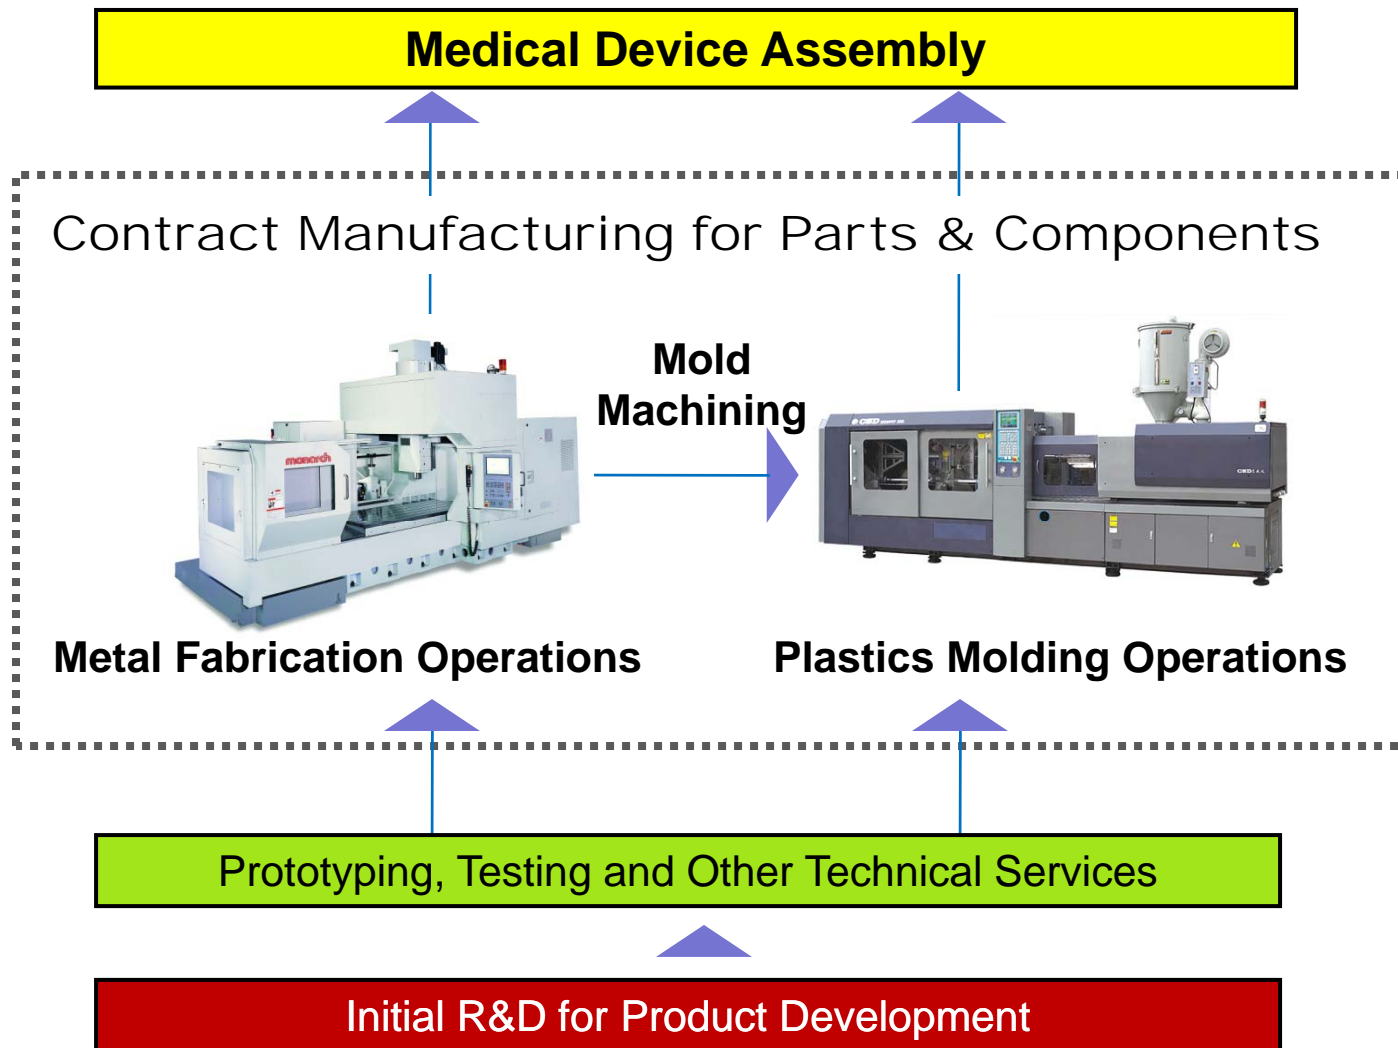 Medical Device Assembly
Contract Manufacturing for Parts & Components
Mold
Machining
monarch
Metal Fabrication Operations
Plastics Molding Operations
Prototyping, Testing and Other Technical Services
Initial R&D for Product Development